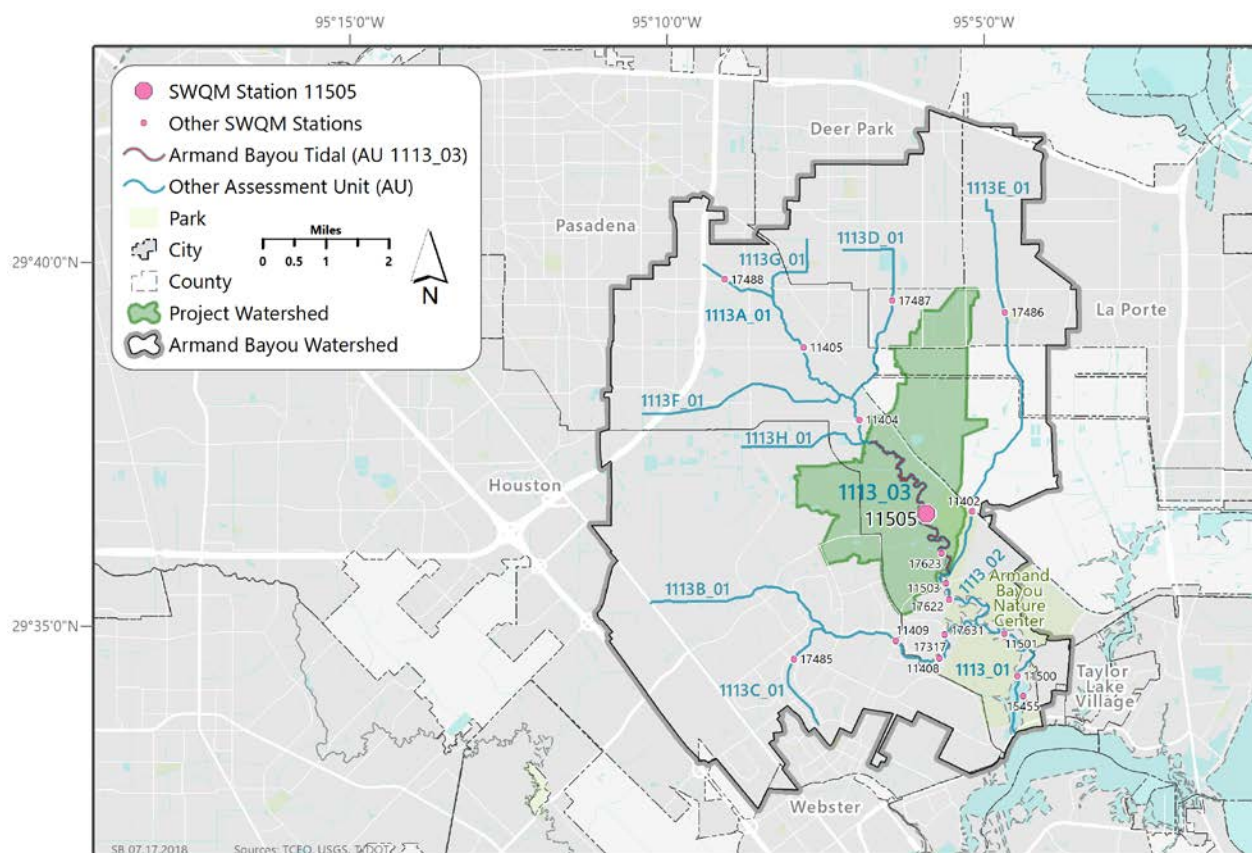 95°15'0"W
95°10'0"W
95°5'0"W
SWQM Station 11505
Other SWQM Stations
Armand Bayou Tidal (AU 1113_03)
Other Assessment Unit (AU)
Park
City
County
Project Watershed
Armand Bayou Watershed
Miles
0 0.5 1 2
N
29°40'0"N
29°35'0"N
Deer Park
Pasadena
La Porte
Houston
Webster
Taylor
Lake
Village
Armand
Bayou
Nature
Center
1113E_01
1113D_01
1113G_01
1113A_01
1113F_01
1113H_01
1113_03
11505
1113B_01
1113C_01
1113_02
1113_01
17488
17487
17486
11405
11404
11402
17623
11503
17622
11409
17631
17317
11408
11501
17485
11500
15455
SB 07.17.2018
Sources: TCEQ, USGS, TXDOT